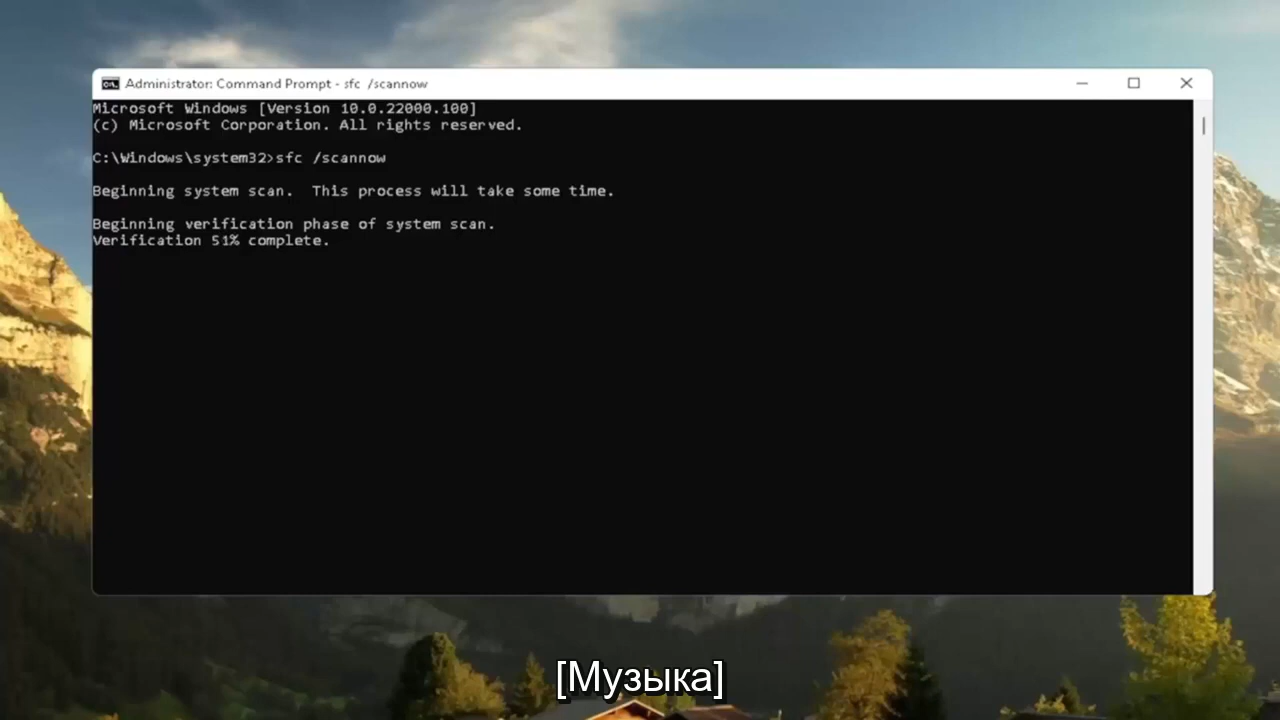 Administrator: Command Prompt - sfc /scannow
Microsoft Windows [Version 10.0.22000.100]
(c) Microsoft Corporation. All rights reserved.
C:\Windows\system32>sfc /scannow
Beginning system scan.  This process will take some time.
Beginning verification phase of system scan.
Verification 51% complete.
[Музыка]